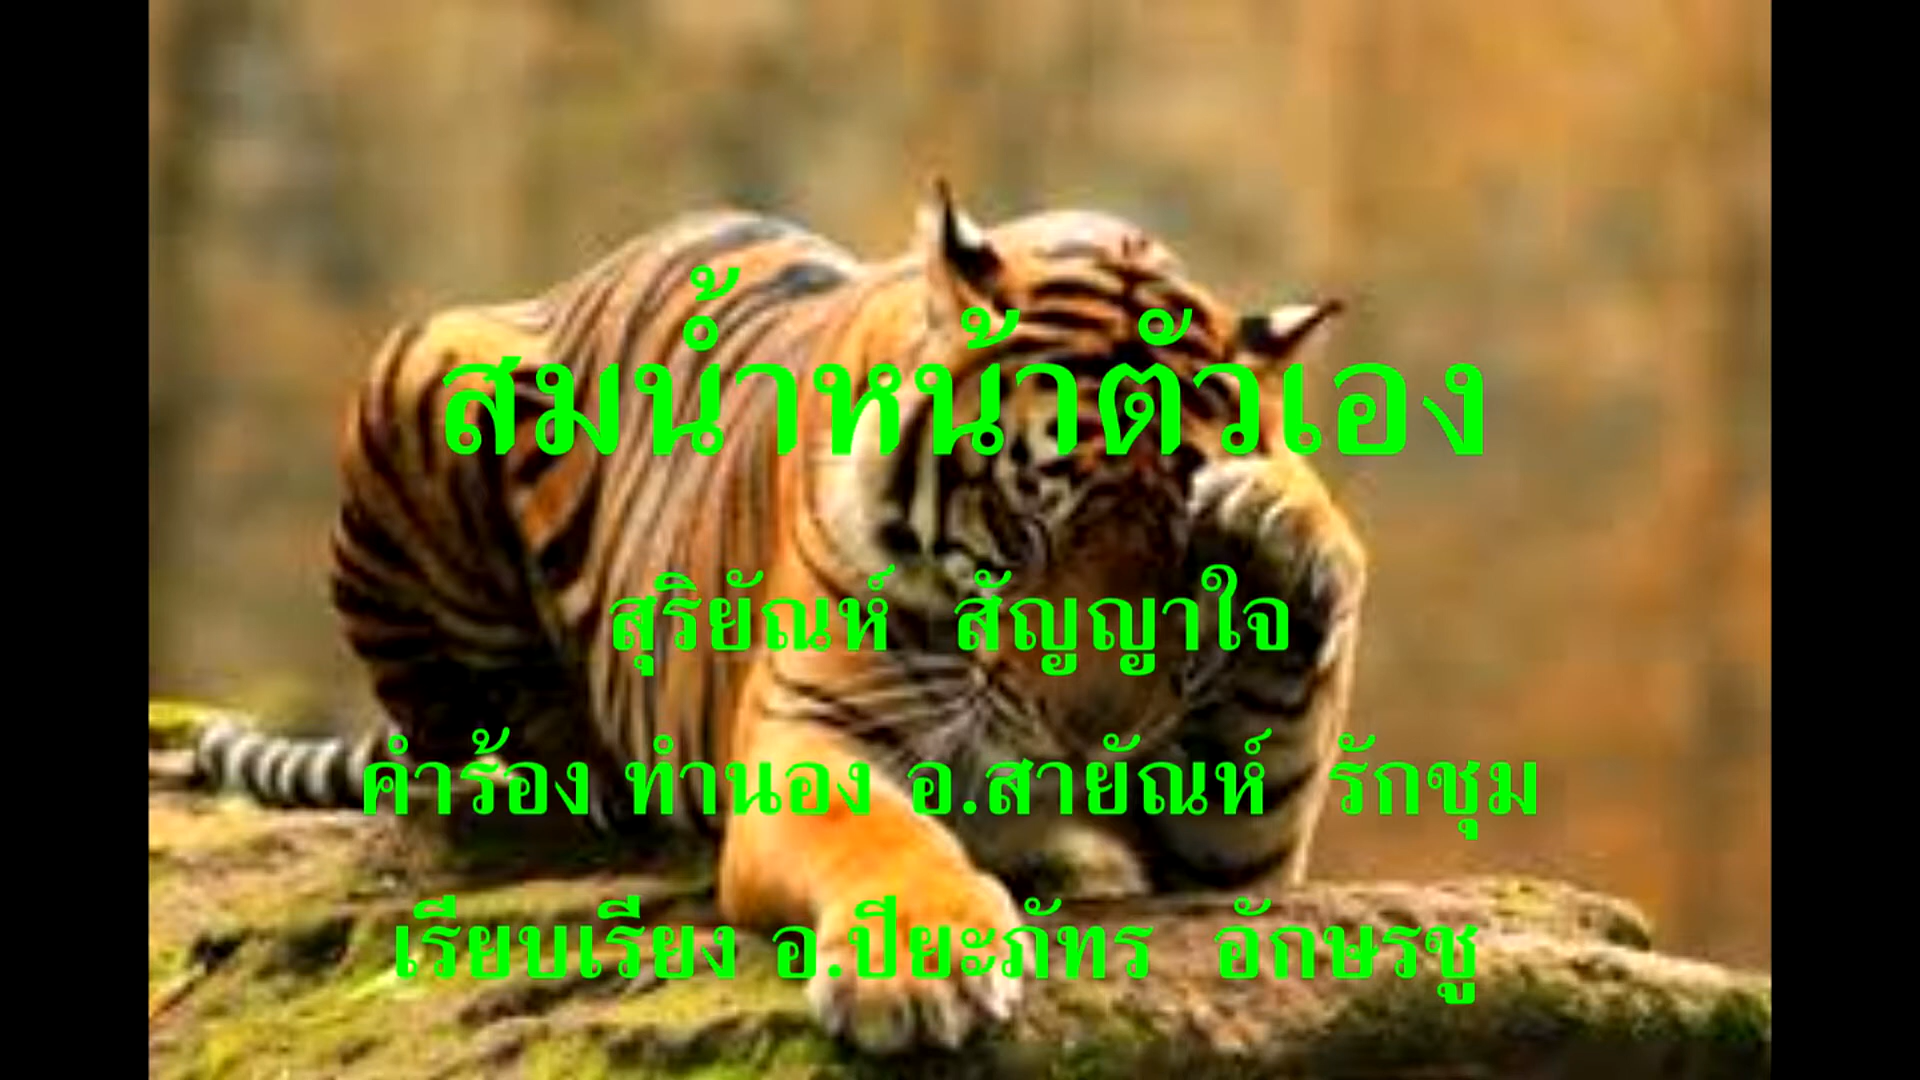 สมน้ำหน้าตัวเอง
สุริยัณห์ สัญญาใจ
คำร้อง ทำนอง อ.สายัณห์ รักชุม
เรียบเรียง อ.ปิยะภัทร อักษรชู